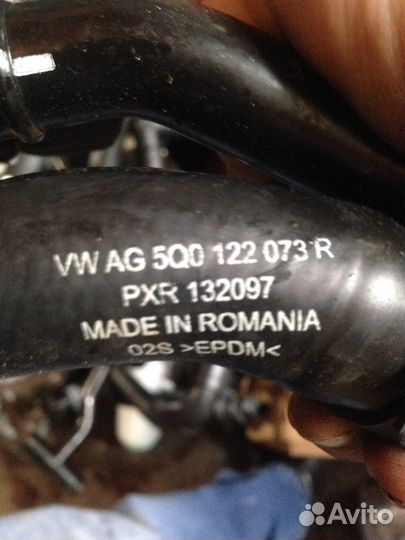 VW AG 5Q0 122 073 R
PXR 132097
MADE IN ROMANIA
02S >EPDM<
Avito